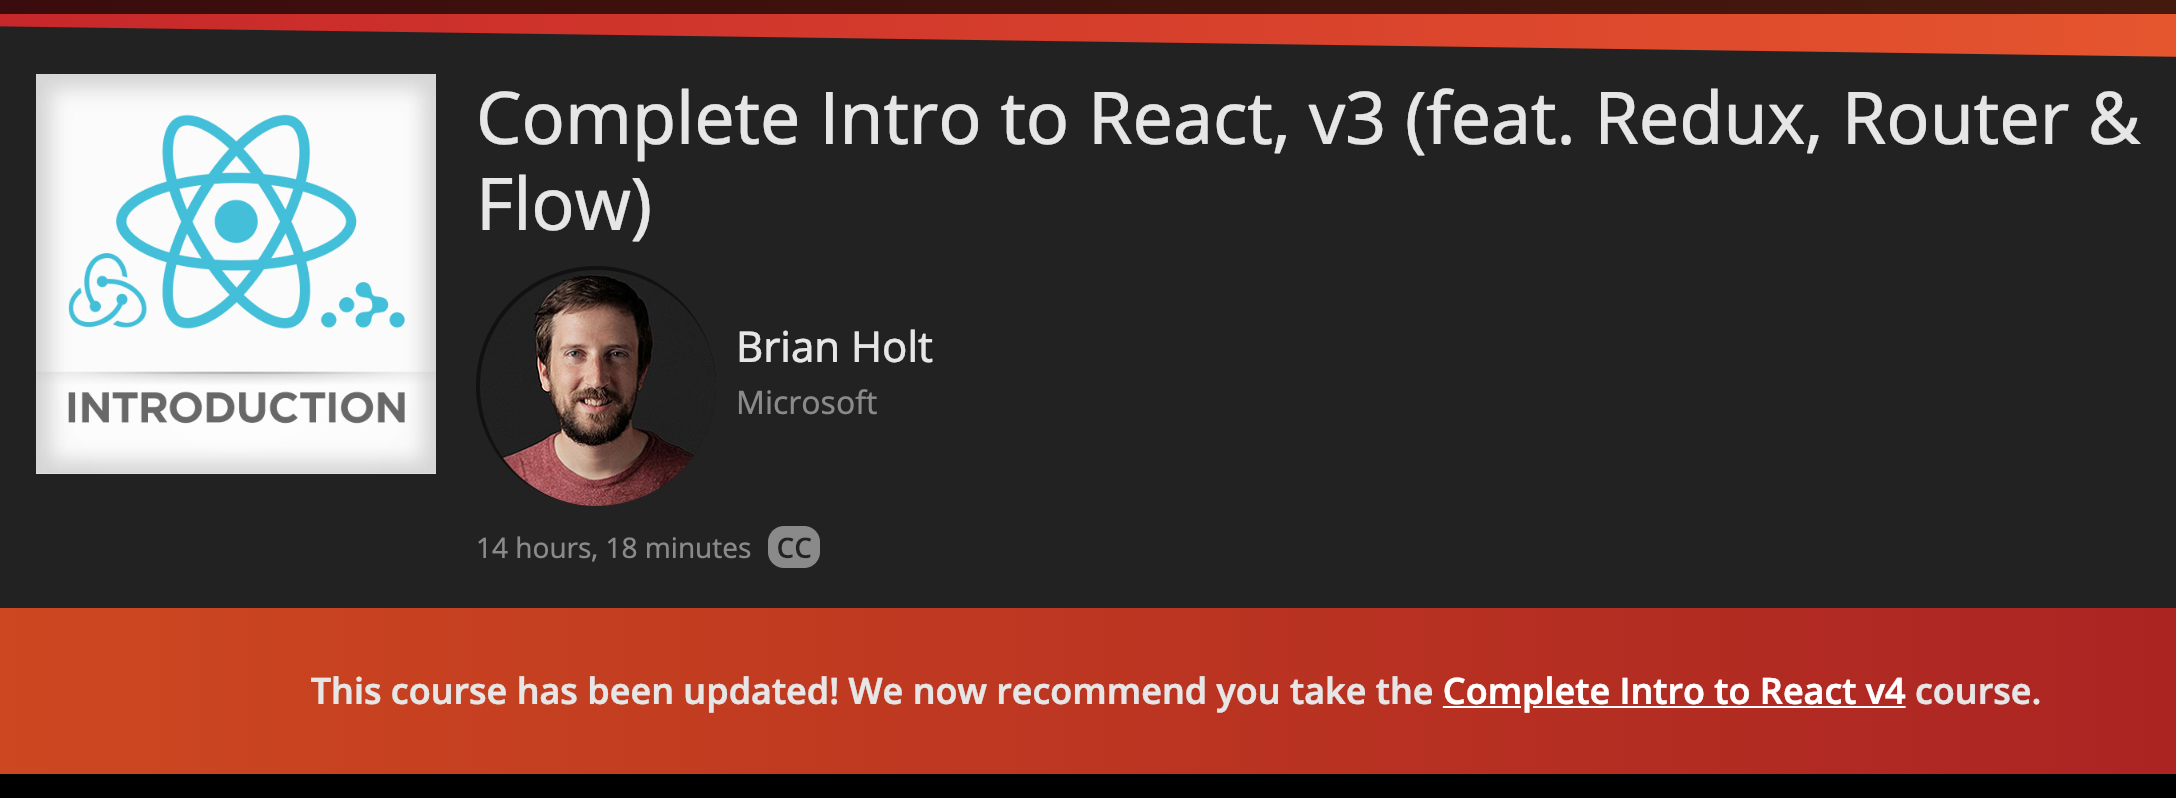 Complete Intro to React, v3 (feat. Redux, Router &
Flow)
INTRODUCTION
Brian Holt
Microsoft
14 hours, 18 minutes CC
This course has been updated! We now recommend you take the Complete Intro to React v4 course.